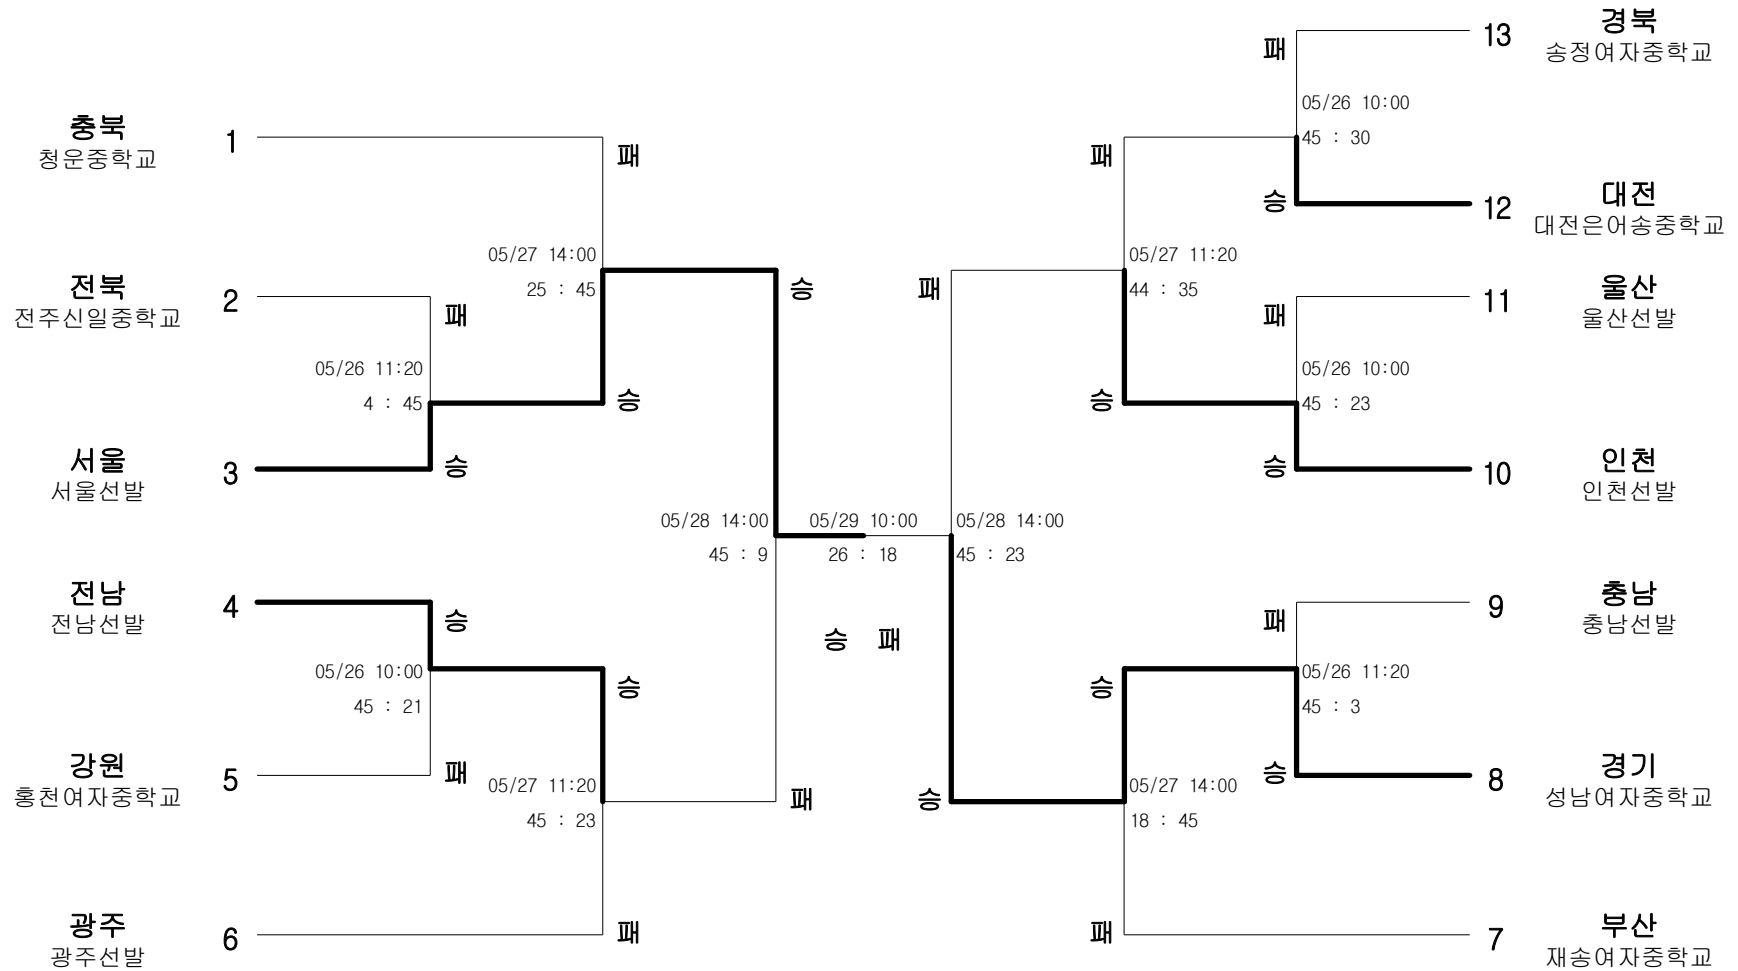 경북
송정여자중학교
13
패
05/26 10:00
45 : 30
승
12
대전
대전은어송중학교
충북
청운중학교
1
패
패
05/27 14:00
25 : 45
승
패
05/27 11:20
44 : 35
전북
전주신일중학교
2
패
05/26 11:20
4 : 45
승
서울
서울선발
3
승
패
11
울산
울산선발
05/26 10:00
45 : 23
승
승
10
인천
인천선발
05/28 14:00
45 : 9
05/29 10:00
26 : 18
05/28 14:00
45 : 23
승 패
전남
전남선발
4
승
05/26 10:00
45 : 21
승
강원
홍천여자중학교
5
패
05/27 11:20
45 : 23
패
광주
광주선발
6
패
패
9
충남
충남선발
05/26 11:20
45 : 3
승
승
8
경기
성남여자중학교
승
05/27 14:00
18 : 45
패
7
부산
재송여자중학교